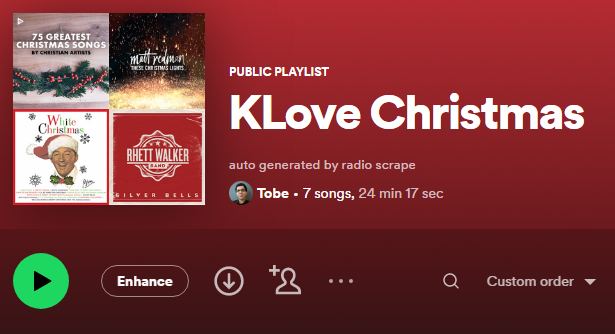 75 GREATEST
CHRISTMAS SONGS
BY CHRISTIAN ARTISTS
matt redman
THESE CHRISTMAS LIGHTS
White
Christmas
RHETT WALKER
BAND
SILVER BELLS
PUBLIC PLAYLIST
KLove Christmas
auto generated by radio scrape
Tobe • 7 songs, 24 min 17 sec
Enhance
Custom order